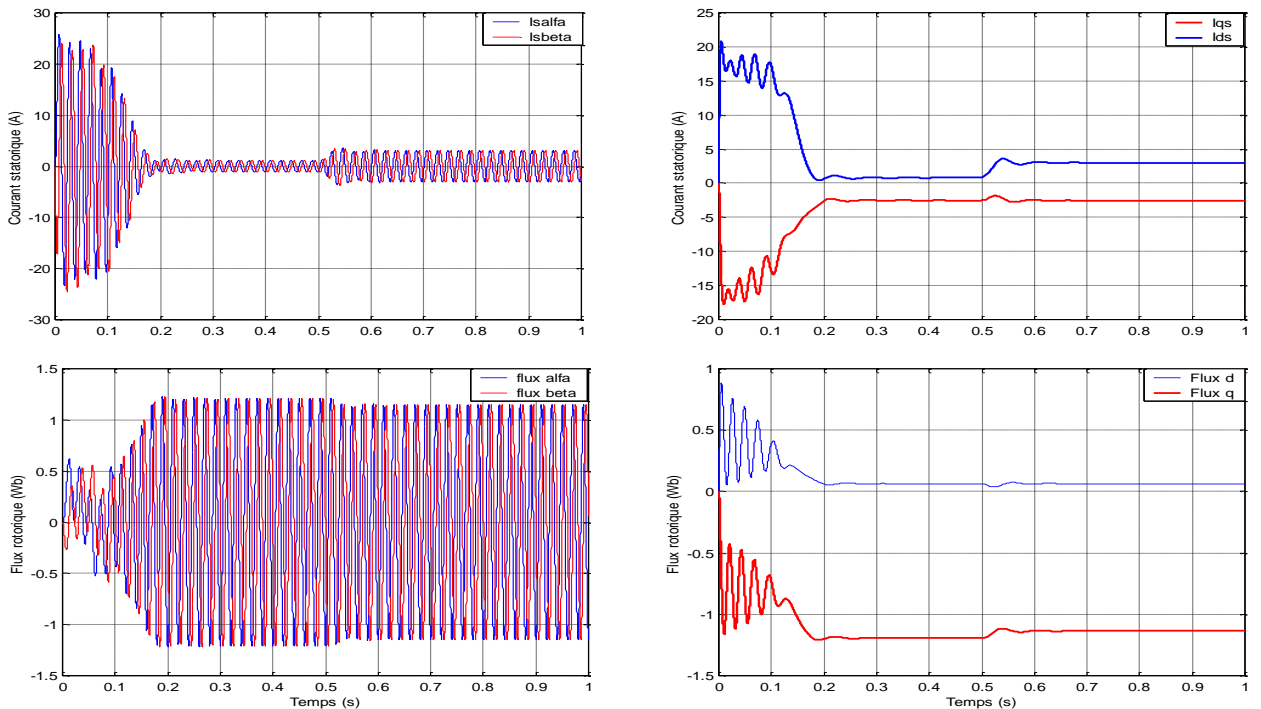 Isalfa
Isbeta
Courant statorique (A)
30
20
10
0
-10
-20
-30
0 0.1 0.2 0.3 0.4 0.5 0.6 0.7 0.8 0.9 1
Iqs
Ids
Courant statorique (A)
25
20
15
10
5
0
-5
-10
-15
-20
0 0.1 0.2 0.3 0.4 0.5 0.6 0.7 0.8 0.9 1
flux alfa
flux beta
Flux rotorique (Wb)
1.5
1
0.5
0
-0.5
-1
-1.5
0 0.1 0.2 0.3 0.4 0.5 0.6 0.7 0.8 0.9 1
Temps (s)
Flux d
Flux q
Flux rotorique (Wb)
1
0.5
0
-0.5
-1
-1.5
0 0.1 0.2 0.3 0.4 0.5 0.6 0.7 0.8 0.9 1
Temps (s)